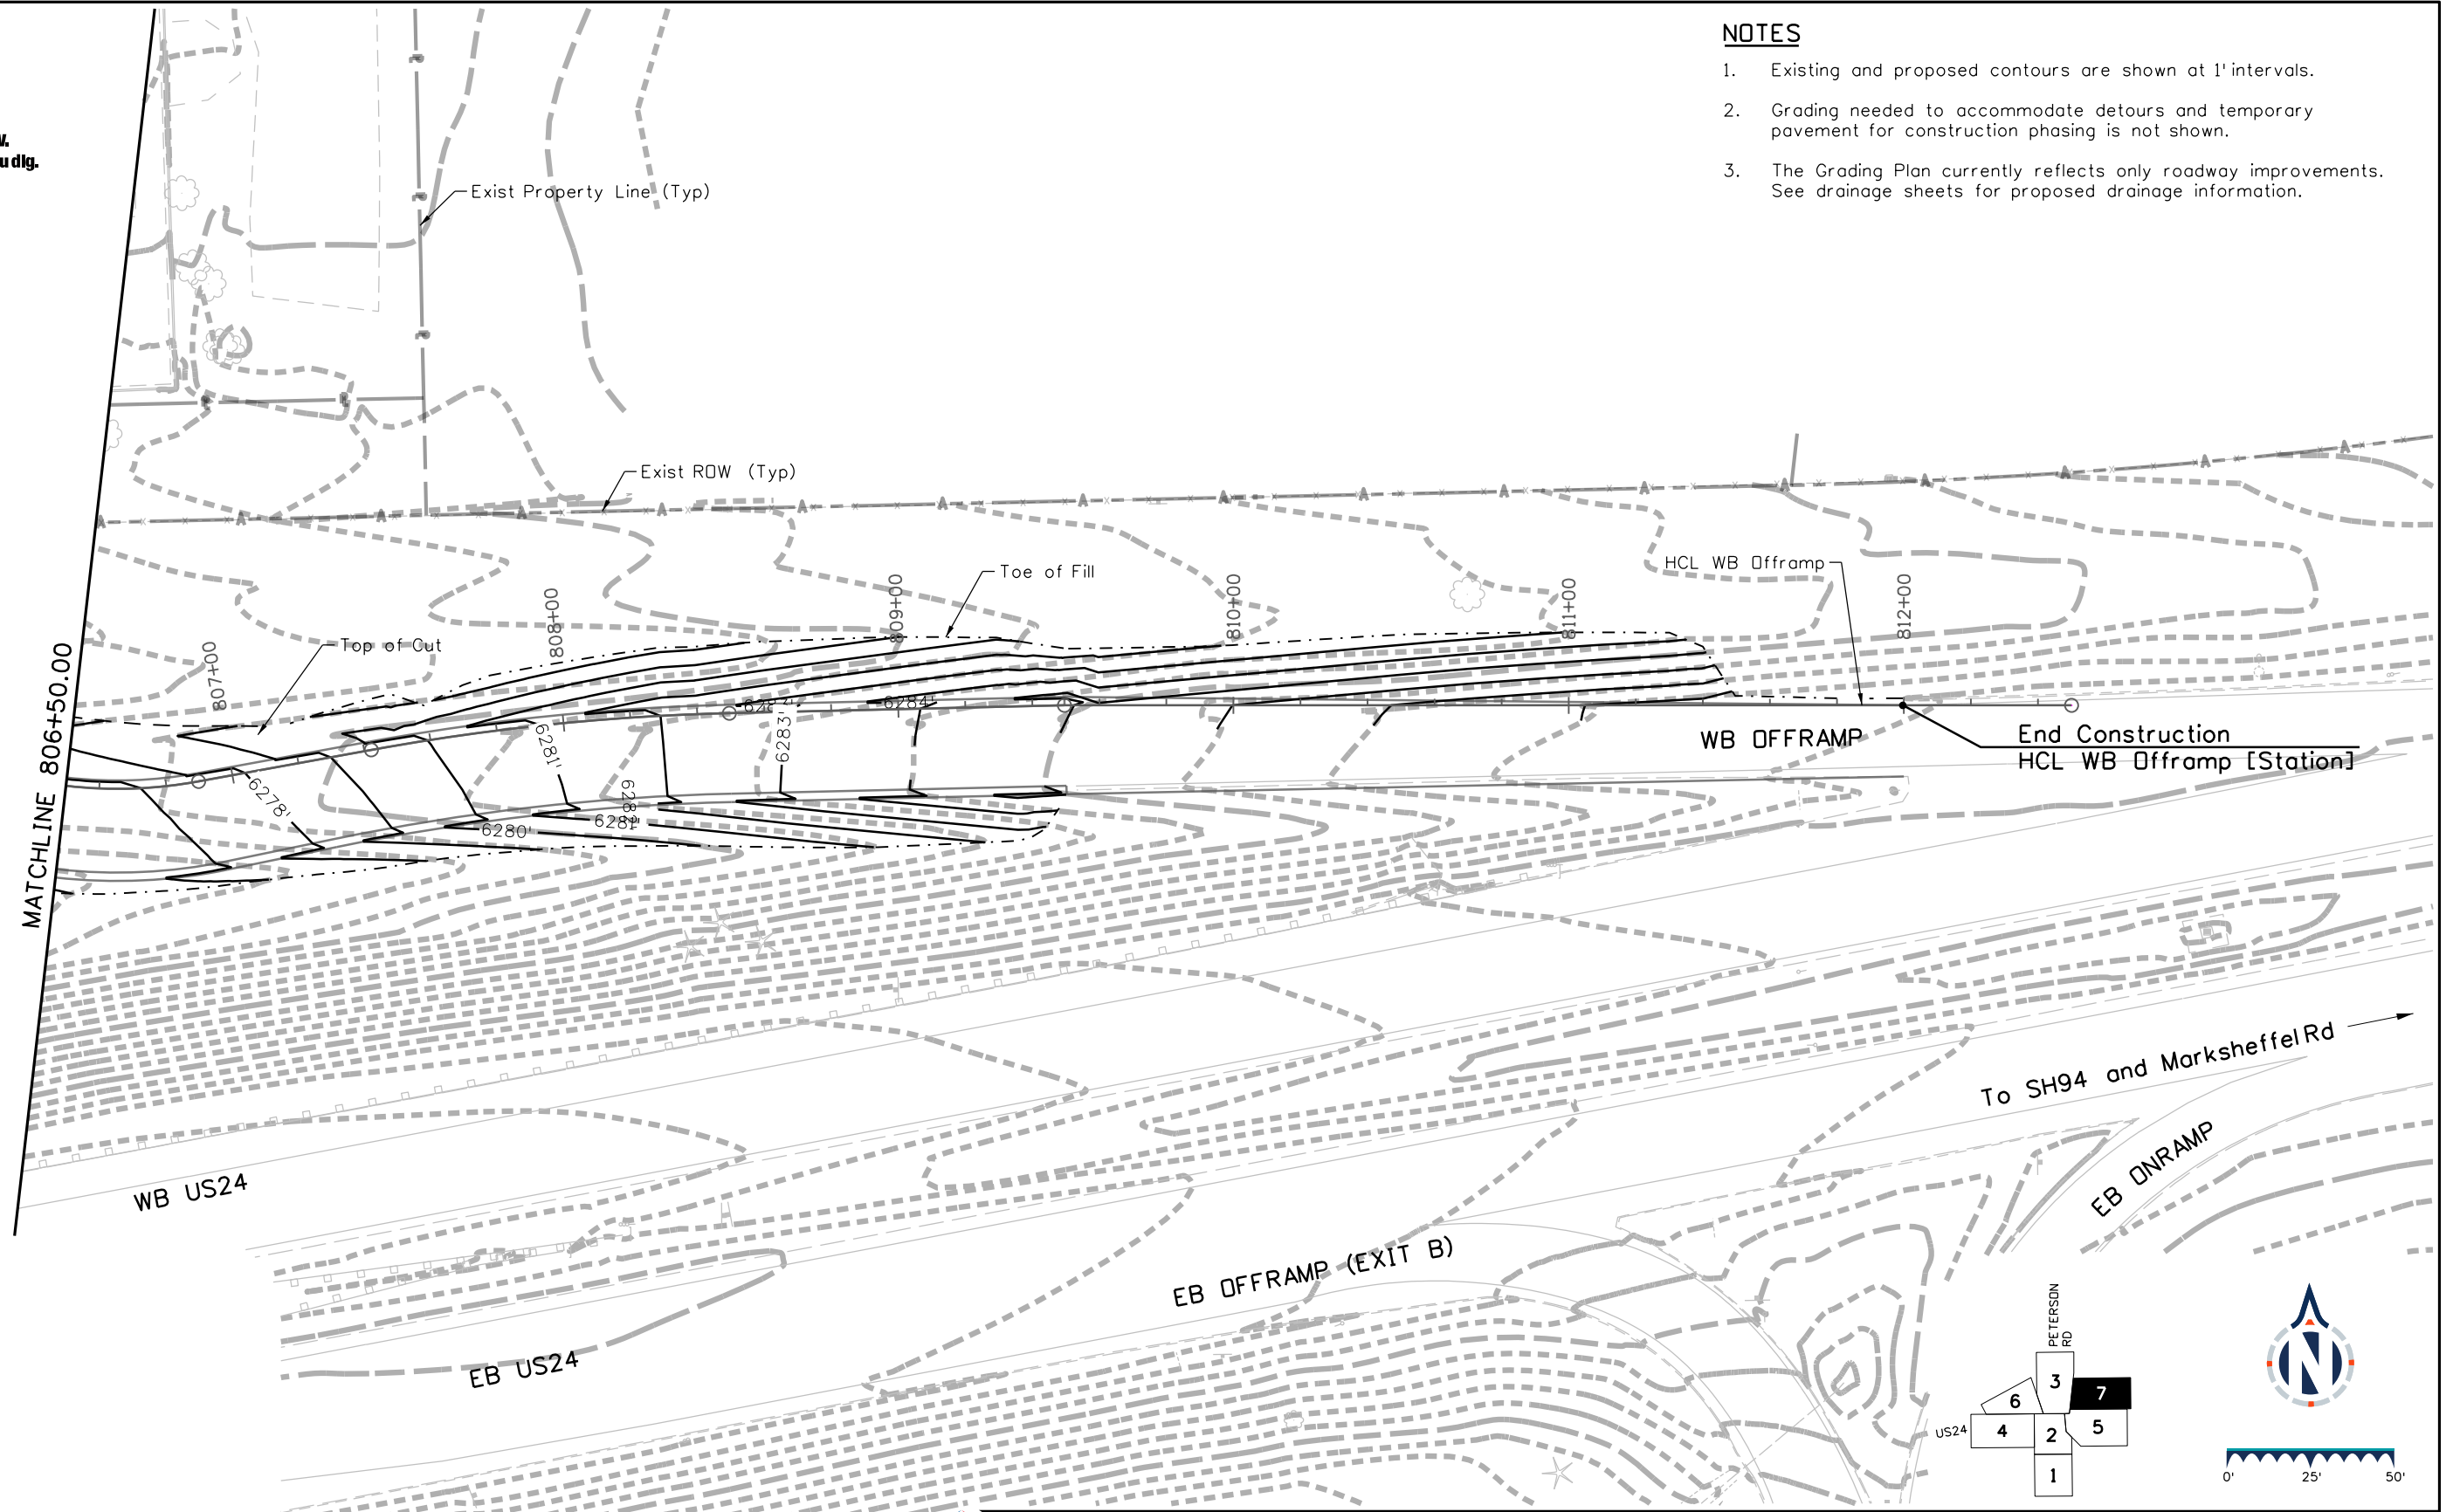 NOTES
1. Existing and proposed contours are shown at 1' intervals.
2. Grading needed to accommodate detours and temporary
pavement for construction phasing is not shown.
3. The Grading Plan currently reflects only roadway improvements.
See drainage sheets for proposed drainage information.
udlg.
Exist Property Line (Typ)
Exist ROW (Typ)
Toe of Fill
HCL WB Offramp
Top of Cut
MATCHLINE 806+50.00
807+00
808+00
809+00
810+00
811+00
812+00
6284'
6283'
6281'
6278'
6280'
WB OFFRAMP
End Construction
HCL WB Offramp [Station]
To SH94 and Marksheffel Rd
EB ONRAMP
WB US24
EB OFFRAMP (EXIT B)
EB US24
PETERSON
RD
3
7
6
US24
4
2
5
1
N
0'
25'
50'